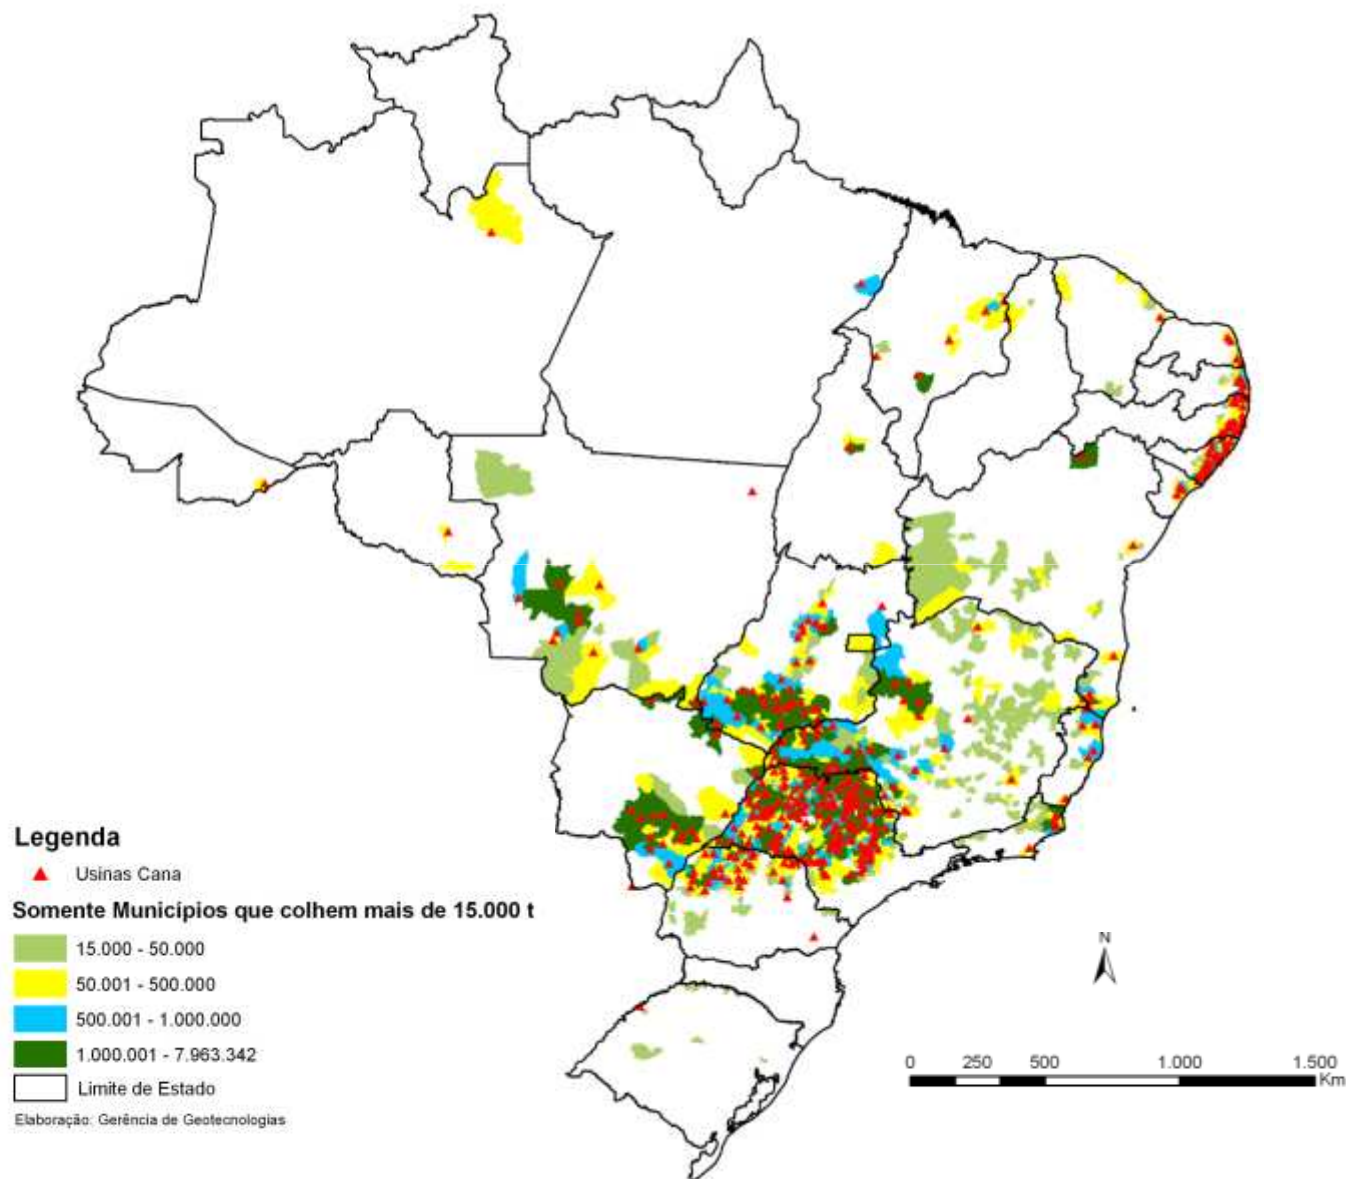 Legenda
Usinas Cana
Somente Municípios que colhem mais de 15.000 t
15.000 - 50.000
50.001 - 500.000
500.001 - 1.000.000
1.000.001 - 7.963.342
Limite de Estado
Elaboração: Gerência de Geotecnologias
N
0 250 500 1.000 1.500
Km